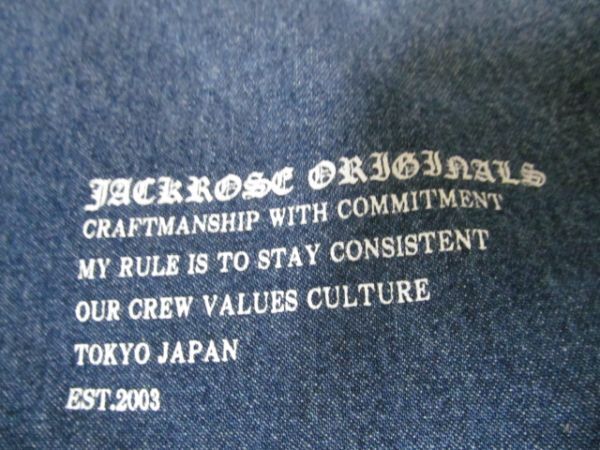 JACKROSE ORIGINALS
CRAFTMANSHIP WITH COMMITMENT
MY RULE IS TO STAY CONSISTENT
OUR CREW VALUES CULTURE
TOKYO JAPAN
EST.2003